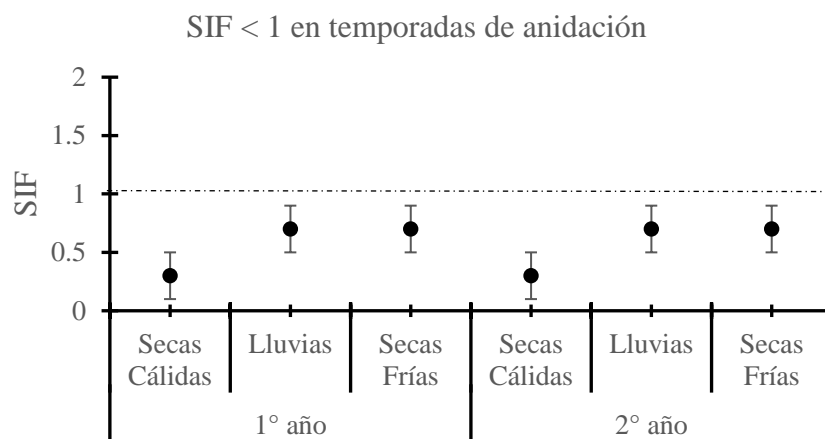 SIF < 1 en temporadas de anidación
2
1.5
1
0.5
0
SIF
Secas Cálidas
Lluvias
Secas Frías
Secas Cálidas
Lluvias
Secas Frías
1° año
2° año